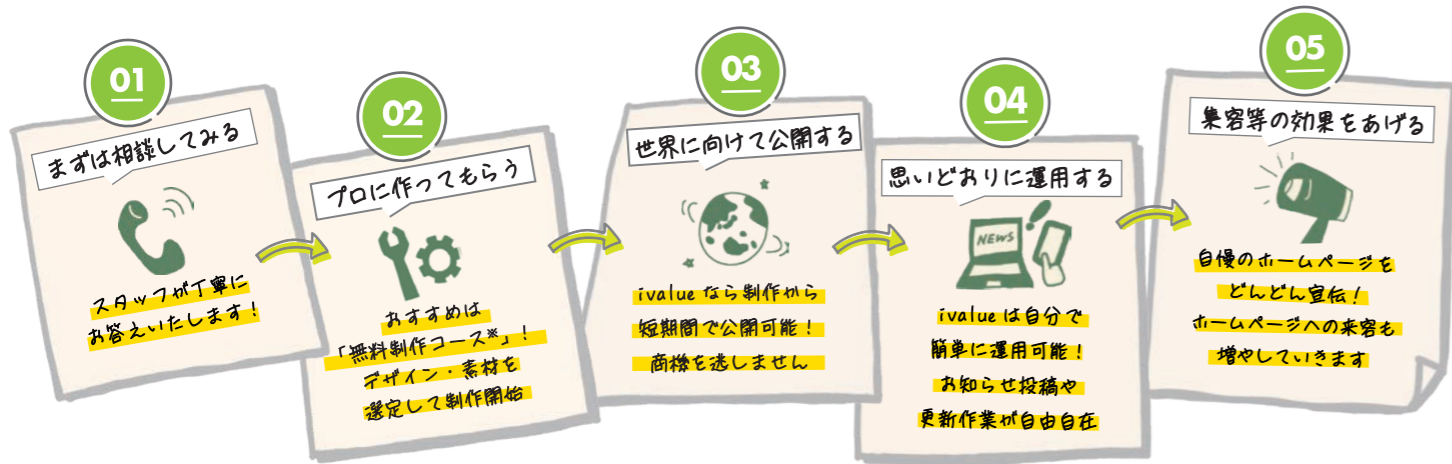 01
まずは相談してみる
スタッフが丁寧に
お答えいたします!
02
プロに作ってもらう
おすすめは
「無料制作コース※」!
デザイン・素材を
選定して制作開始
03
世界に向けて公開する
ivalueなら制作から
短期間で公開可能!
商機を逃しません
04
思いどおりに運用する
NEWS
ivalueは自分で
簡単に運用可能!
お知らせ投稿や
更新作業が自由自在
05
集客等の効果をあげる
自慢のホームページを
どんどん宣伝!
ホームページへの来客も
増やしていきます